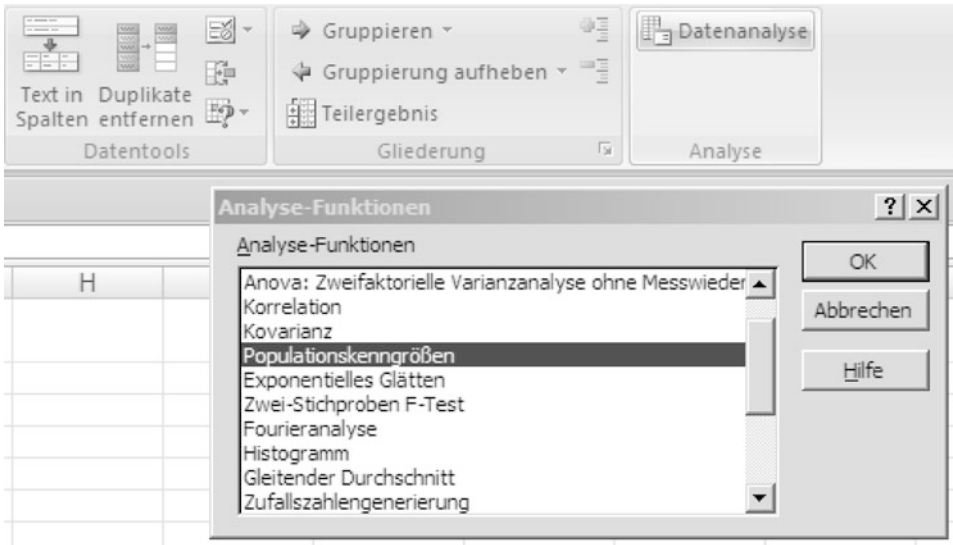 Text in
Spalten
Duplikate
entfernen
Datentools
Gruppieren
Gruppierung aufheben
Teilergebnis
Gliederung
Datenanalyse
Analyse
Analyse-Funktionen
? X
Analyse-Funktionen
Anova: Zweifaktorielle Varianzanalyse ohne Messwieder
Korrelation
Kovarianz
Populationskenngrößen
Exponentielles Glätten
Zwei-Stichproben F-Test
Fourieranalyse
Histogramm
Gleitender Durchschnitt
Zufallszahlengenerierung
OK
Abbrechen
Hilfe
H